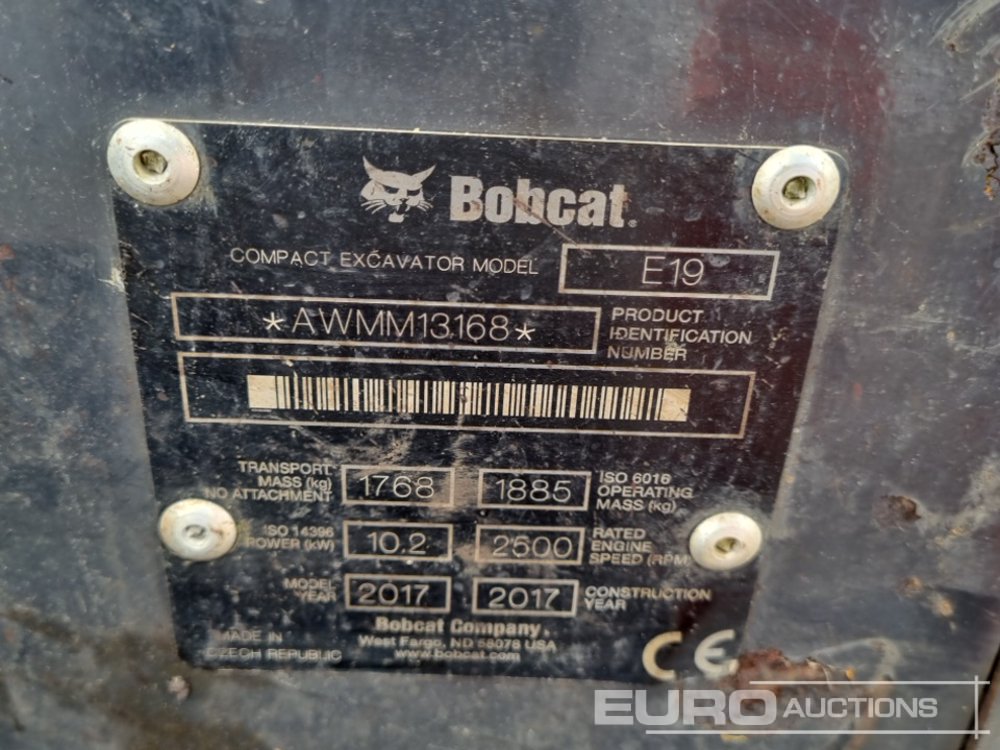 Bobcat.
COMPACT EXCAVATOR MODEL E19
*AWMM13168* PRODUCT IDENTIFICATION NUMBER
TRANSPORT MASS (kg) NO ATTACHMENT 1768 1885 ISO 6016 OPERATING MASS (kg)
ISO 14396 POWER (kW) 10.2 2500 RATED ENGINE SPEED (RPM)
MODEL YEAR 2017 2017 CONSTRUCTION YEAR
Bobcat Company,
West Fargo, ND 58078 USA
www.bobcat.com
MADE IN
CZECH REPUBLIC
CE
EURO AUCTIONS